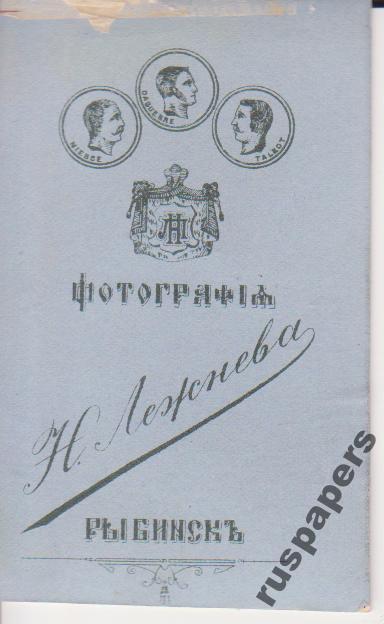 DAGUERRE
NIEPCE
TALBOT
ФОТОГРАФІЯ
Н. Лежнева
РЫБИНСКЪ
ruspapers